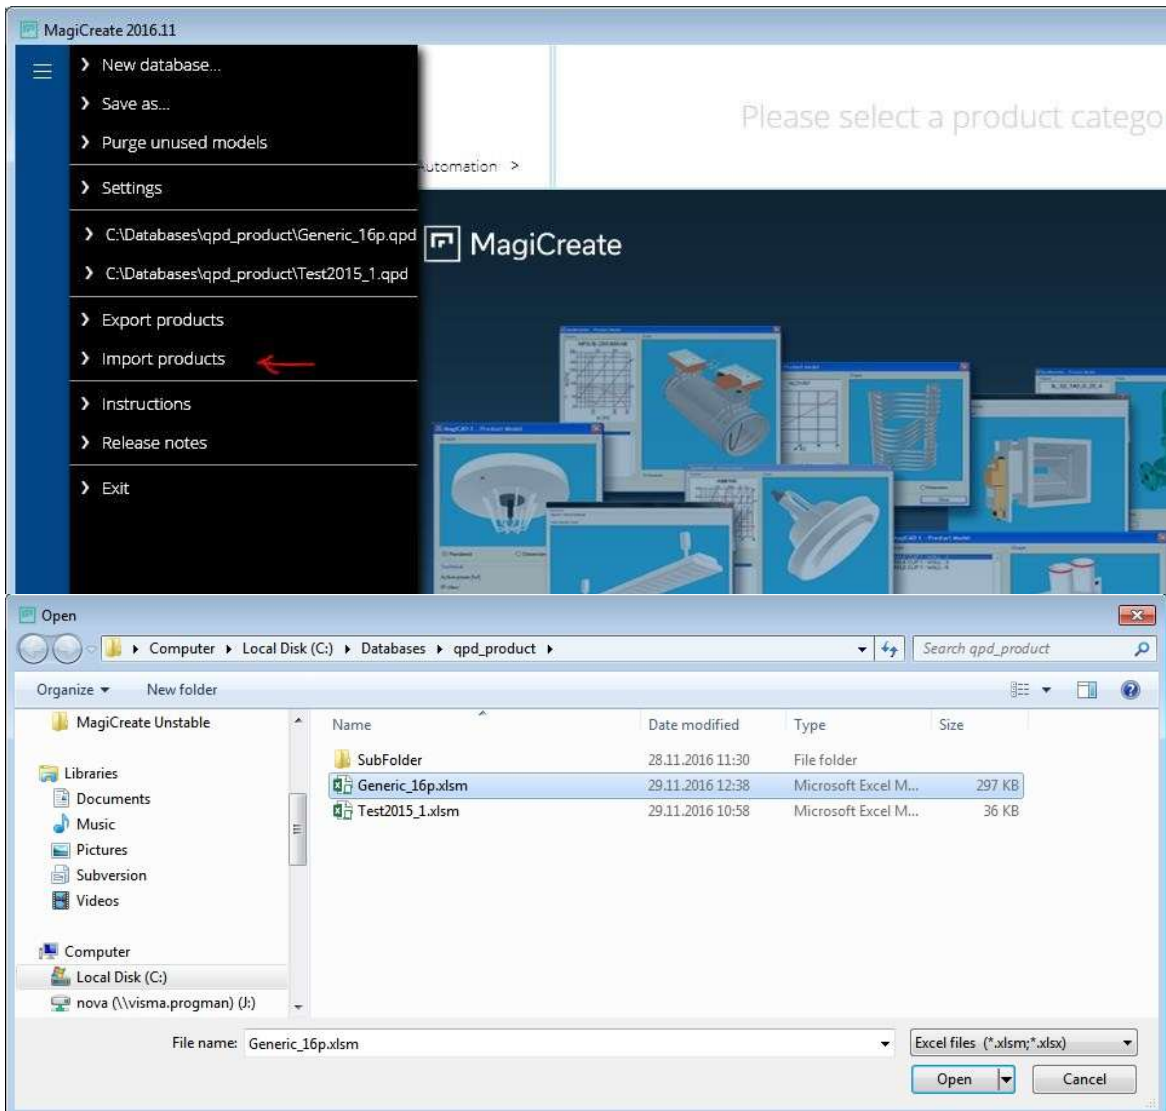 MagiCreate 2016.11
New database...
Save as...
Purge unused models
Settings
C:\Databases\qpd_product\Generic_16p.qpd
C:\Databases\qpd_product\Test2015_1.qpd
Export products
Import products
Instructions
Release notes
Exit
Please select a product catego
Automation >
MagiCreate
Open
Computer
Local Disk (C:)
Databases
qpd_product
Search qpd_product
Organize
New folder
MagiCreate Unstable
Libraries
Documents
Music
Pictures
Subversion
Videos
Computer
Local Disk (C:)
nova (\\visma.progman) (J:)
Name Date modified Type Size
SubFolder 28.11.2016 11:30 File folder
Generic_16p.xlsm 29.11.2016 12:38 Microsoft Excel M... 297 KB
Test2015_1.xlsm 29.11.2016 10:58 Microsoft Excel M... 36 KB
File name: Generic_16p.xlsm
Excel files (*.xlsm;*.xlsx)
Open Cancel